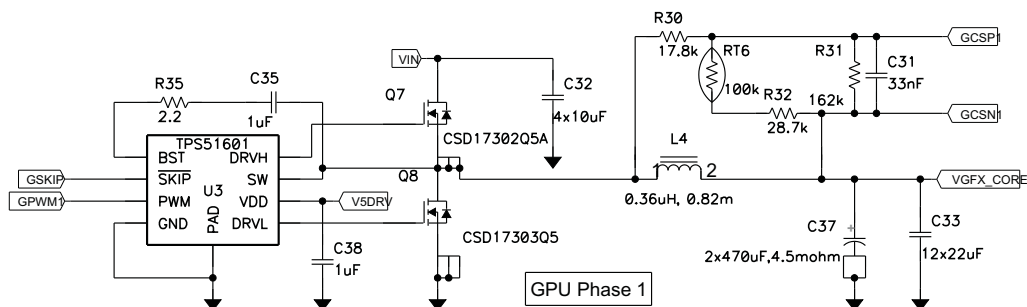 R30
17.8k
GCSP1
RT6
100k
R31
162k
C31
33nF
VIN
C32
4x10uF
R35
2.2
C35
1uF
Q7
CSD17302Q5A
R32
28.7k
GCSN1
TPS51601
BST
DRVH
SKIP
SW
U3
PWM
VDD
GND
PAD
DRVL
GSKIP
GPWM1
V5DRV
Q8
CSD17303Q5
C38
1uF
L4
1
2
0.36uH, 0.82m
VGFX_CORE
C37
+
2x470uF,4.5mohm
C33
12x22uF
GPU Phase 1